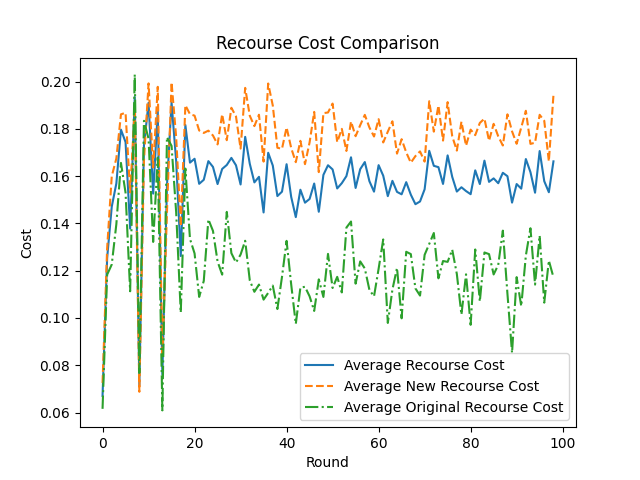 Recourse Cost Comparison
Cost
0.20
0.18
0.16
0.14
0.12
0.10
0.08
0.06
0
20
40
60
80
100
Round
Average Recourse Cost
Average New Recourse Cost
Average Original Recourse Cost